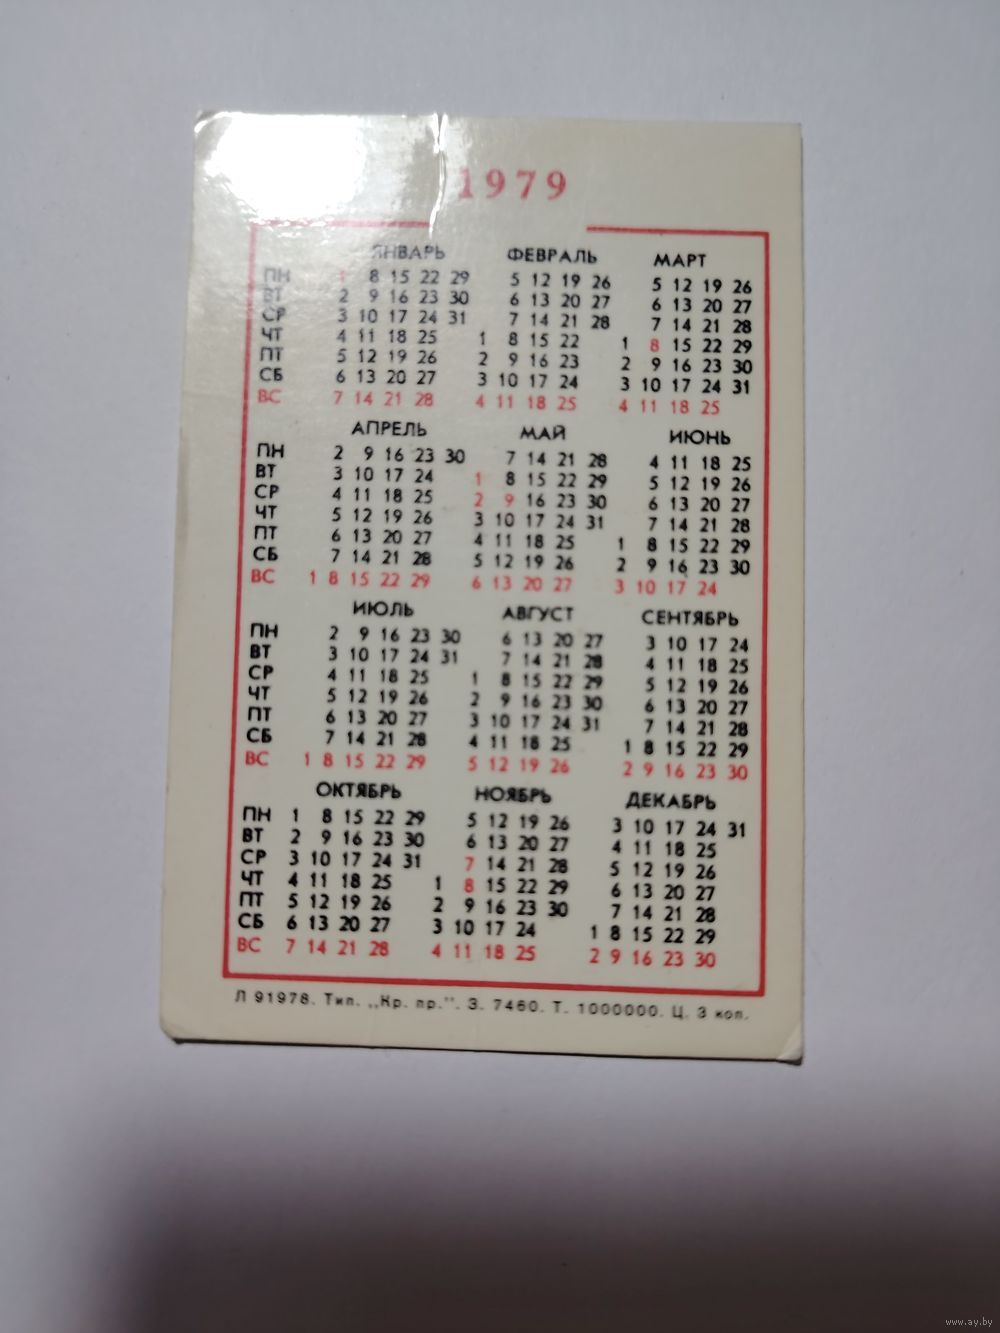 1979
ЯНВАРЬ ФЕВРАЛЬ МАРТ
ПН 1 8 15 22 29 5 12 19 26 5 12 19 26
ВТ 2 9 16 23 30 6 13 20 27 6 13 20 27
СР 3 10 17 24 31 7 14 21 28 7 14 21 28
ЧТ 4 11 18 25 1 8 15 22 1 8 15 22 29
ПТ 5 12 19 26 2 9 16 23 2 9 16 23 30
СБ 6 13 20 27 3 10 17 24 3 10 17 24 31
ВС 7 14 21 28 4 11 18 25 4 11 18 25
АПРЕЛЬ МАЙ ИЮНЬ
ПН 2 9 16 23 30 7 14 21 28 4 11 18 25
ВТ 3 10 17 24 1 8 15 22 29 5 12 19 26
СР 4 11 18 25 2 9 16 23 30 6 13 20 27
ЧТ 5 12 19 26 3 10 17 24 31 7 14 21 28
ПТ 6 13 20 27 4 11 18 25 1 8 15 22 29
СБ 7 14 21 28 5 12 19 26 2 9 16 23 30
ВС 1 8 15 22 29 6 13 20 27 3 10 17 24
ИЮЛЬ АВГУСТ СЕНТЯБРЬ
ПН 2 9 16 23 30 6 13 20 27 3 10 17 24
ВТ 3 10 17 24 31 7 14 21 28 4 11 18 25
СР 4 11 18 25 1 8 15 22 29 5 12 19 26
ЧТ 5 12 19 26 2 9 16 23 30 6 13 20 27
ПТ 6 13 20 27 3 10 17 24 31 7 14 21 28
СБ 7 14 21 28 4 11 18 25 1 8 15 22 29
ВС 1 8 15 22 29 5 12 19 26 2 9 16 23 30
ОКТЯБРЬ НОЯБРЬ ДЕКАБРЬ
ПН 1 8 15 22 29 5 12 19 26 3 10 17 24 31
ВТ 2 9 16 23 30 6 13 20 27 4 11 18 25
СР 3 10 17 24 31 7 14 21 28 5 12 19 26
ЧТ 4 11 18 25 1 8 15 22 29 6 13 20 27
ПТ 5 12 19 26 2 9 16 23 30 7 14 21 28
СБ 6 13 20 27 3 10 17 24 1 8 15 22 29
ВС 7 14 21 28 4 11 18 25 2 9 16 23 30
Л 91978. Тип. „Кр. пр.". З. 7460. Т. 1000000. Ц. 3 коп.
www.ay.by